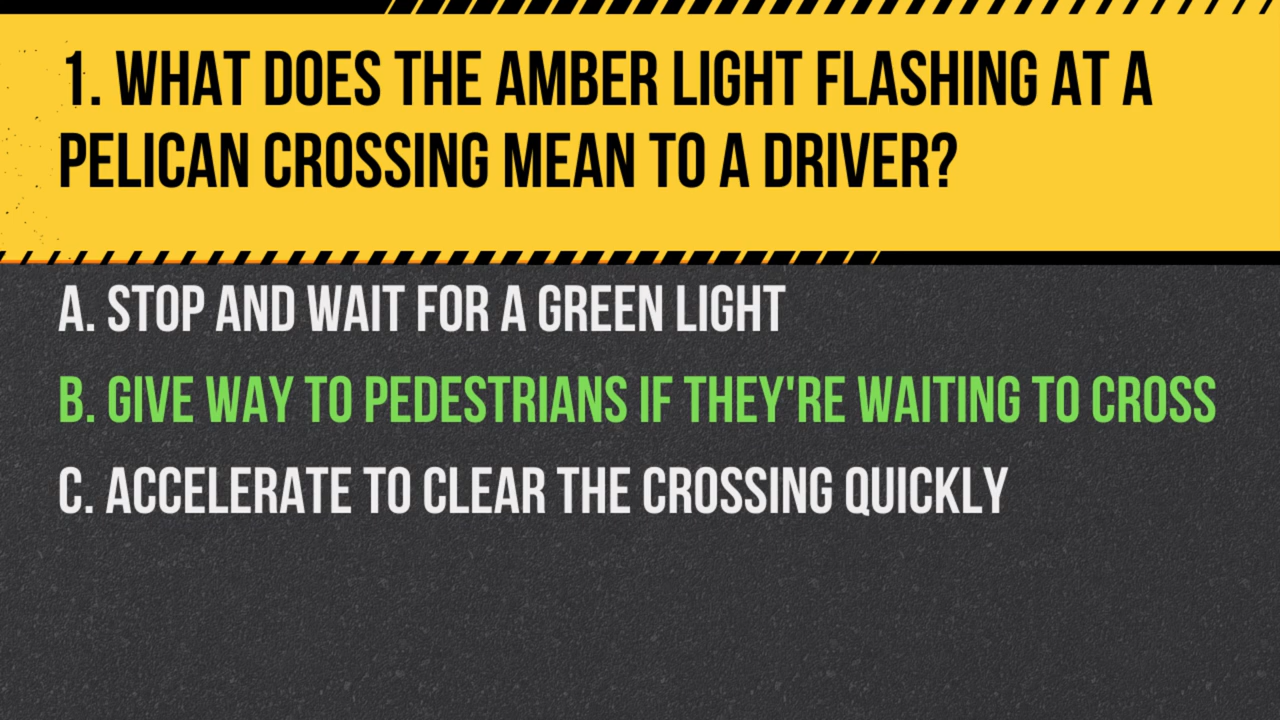 1. WHAT DOES THE AMBER LIGHT FLASHING AT A
PELICAN CROSSING MEAN TO A DRIVER?
A. STOP AND WAIT FOR A GREEN LIGHT
B. GIVE WAY TO PEDESTRIANS IF THEY'RE WAITING TO CROSS
C. ACCELERATE TO CLEAR THE CROSSING QUICKLY